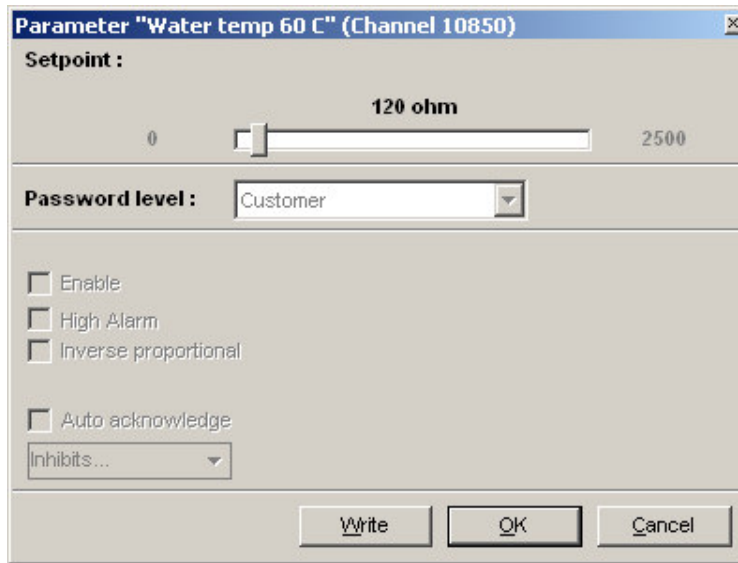 Parameter "Water temp 60 C" (Channel 10850)
Setpoint :
120 ohm
0 2500
Password level : Customer
Enable
High Alarm
Inverse proportional
Auto acknowledge
Inhibits...
Write OK Cancel